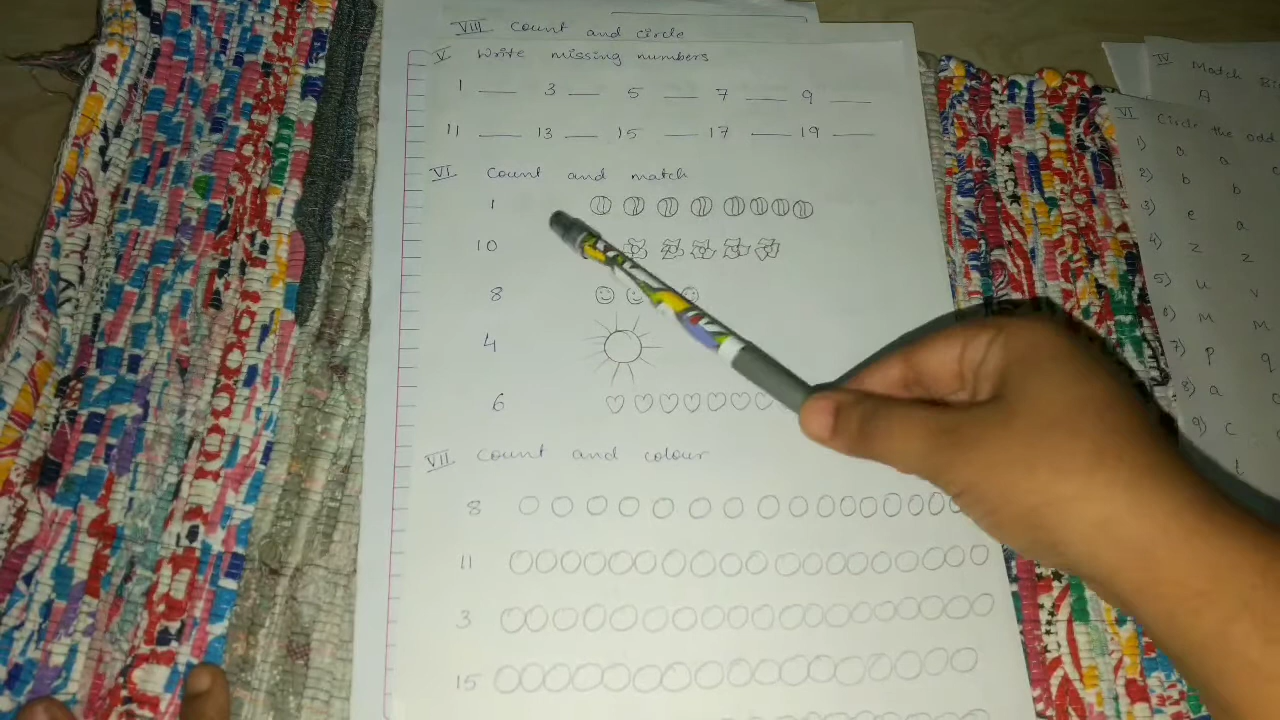 VIII Count and circle
V. Write missing numbers
1 ___ 3 ___ 5 ___ 7 ___ 9 ___
11 ___ 13 ___ 15 ___ 17 ___ 19 ___
VI. Count and match
1
10
8
4
6
VII. Count and colour
8
11
3
15
IV Match
A
VI Circle the odd
1) a a
2) b b
3) e a
4) z z
5) u v
6) M M
7) p q
8) a
9) c